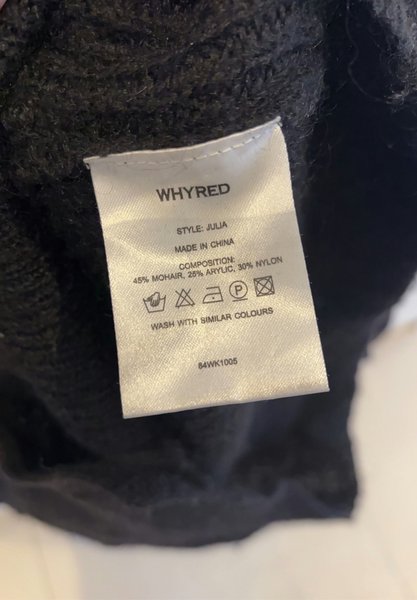 WHYRED
STYLE: JULIA
MADE IN CHINA
COMPOSITION:
45% MOHAIR, 25% ARYLIC, 30% NYLON
P
WASH WITH SIMILAR COLOURS
84WK1005